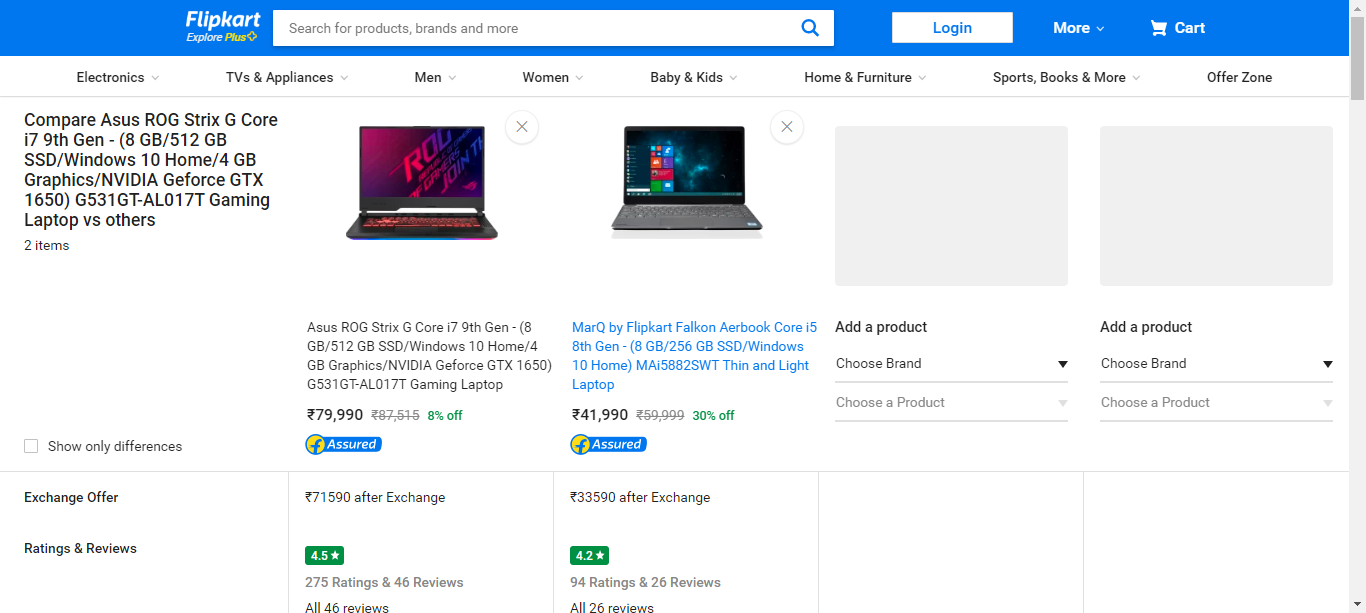 Flipkart
Explore Plus
Search for products, brands and more
Login
More
Cart
Electronics
TVs & Appliances
Men
Women
Baby & Kids
Home & Furniture
Sports, Books & More
Offer Zone
Compare Asus ROG Strix G Core
i7 9th Gen - (8 GB/512 GB
SSD/Windows 10 Home/4 GB
Graphics/NVIDIA Geforce GTX
1650) G531GT-AL017T Gaming
Laptop vs others
2 items
Show only differences
Asus ROG Strix G Core i7 9th Gen - (8
GB/512 GB SSD/Windows 10 Home/4
GB Graphics/NVIDIA Geforce GTX 1650)
G531GT-AL017T Gaming Laptop
₹79,990 ₹87,515 8% off
Assured
MarQ by Flipkart Falkon Aerbook Core i5
8th Gen - (8 GB/256 GB SSD/Windows
10 Home) MAi5882SWT Thin and Light
Laptop
₹41,990 ₹59,999 30% off
Assured
Add a product
Choose Brand
Choose a Product
Add a product
Choose Brand
Choose a Product
Exchange Offer
₹71590 after Exchange
₹33590 after Exchange
Ratings & Reviews
4.5★
275 Ratings & 46 Reviews
All 46 reviews
4.2★
94 Ratings & 26 Reviews
All 26 reviews